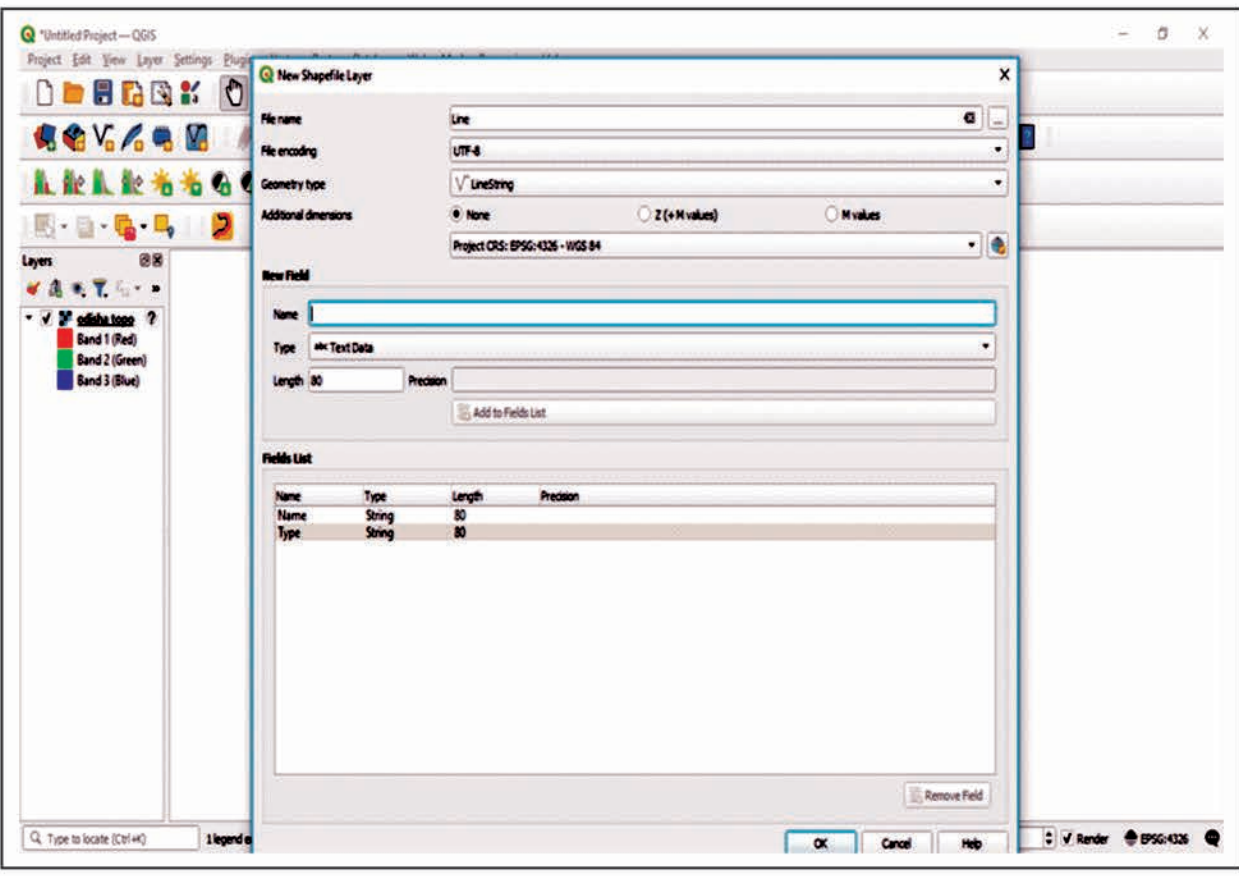 *Untitled Project — QGIS
Project Edit View Layer Settings
New Shapefile Layer
File name Line
File encoding UTF-8
Geometry type LineString
Additional dimensions None Z (+ M values) M values
Project CRS: EPSG:4326 - WGS 84
Layers
New Field
odisha topo ?
Band 1 (Red)
Band 2 (Green)
Band 3 (Blue)
Name
Type abc Text Data
Length 80 Precision
Add to Fields List
Fields List
Name Type Length Precision
Name String 80
Type String 80
Remove Field
Type to locate (Ctrl+K) 1 legend
OK Cancel Help
Render EPSG:4326